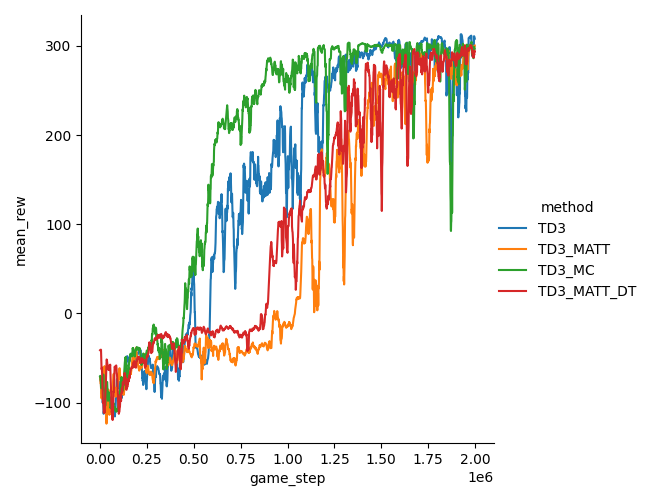 300
200
100
0
−100
mean_rew
0.00 0.25 0.50 0.75 1.00 1.25 1.50 1.75 2.00
1e6
game_step
method
TD3
TD3_MATT
TD3_MC
TD3_MATT_DT